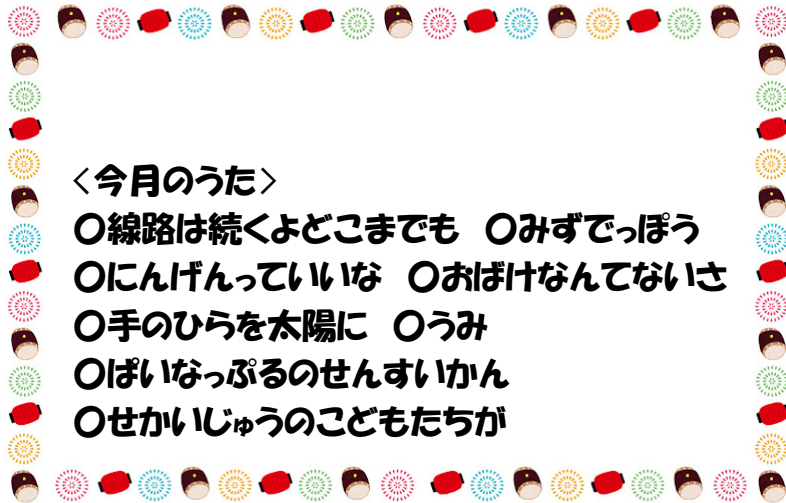 <今月のうた>
〇線路は続くよどこまでも　〇みずでっぽう
〇にんげんっていいな　〇おばけなんてないさ
〇手のひらを太陽に　〇うみ
〇ぱいなっぷるのせんすいかん
〇せかいじゅうのこどもたちが